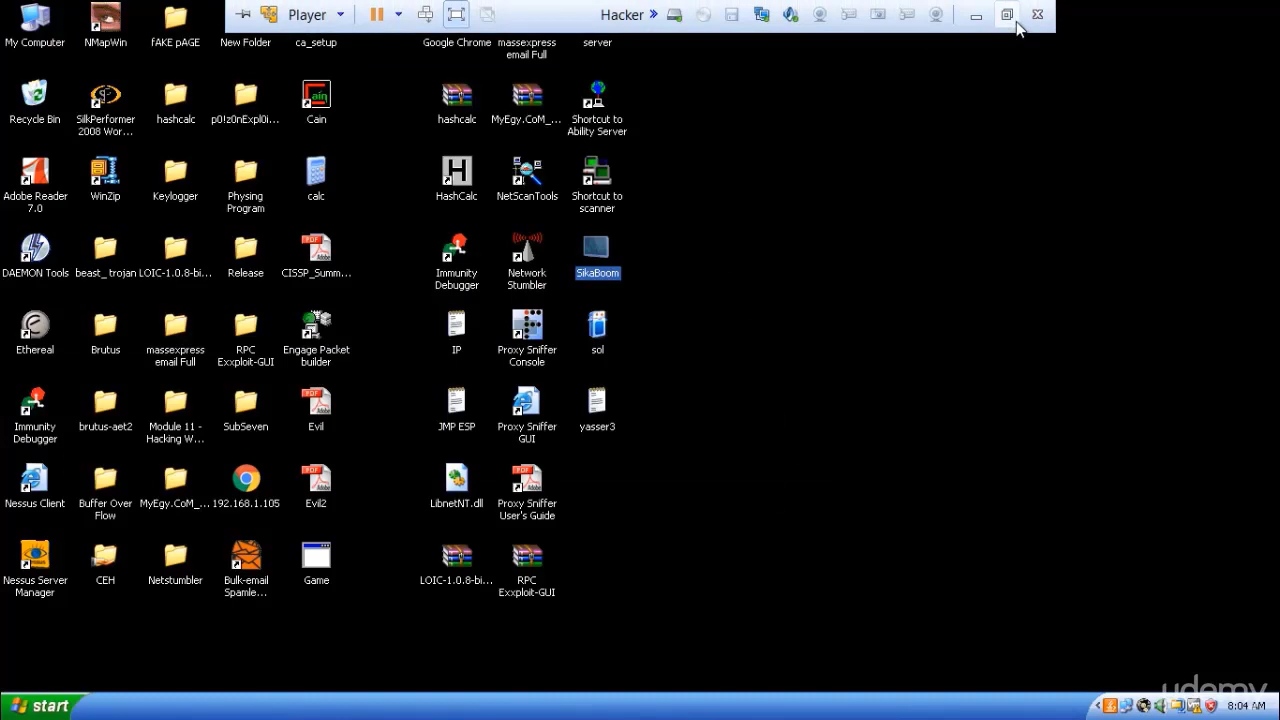 Player
Hacker »
My Computer
NMapWin
fAKE pAGE
New Folder
ca_setup
Google Chrome
massexpress
email Full
server
Recycle Bin
SilkPerformer
2008 Wor...
hashcalc
p0!z0nExpl0i...
Cain
hashcalc
MyEgy.CoM_...
Shortcut to
Ability Server
Adobe Reader
7.0
WinZip
Keylogger
Physing
Program
calc
HashCalc
NetScanTools
Shortcut to
scanner
DAEMON Tools
beast_trojan
LOIC-1.0.8-bi...
Release
CISSP_Summ...
Immunity
Debugger
Network
Stumbler
SikaBoom
Ethereal
Brutus
massexpress
email Full
RPC
Exxploit-GUI
Engage Packet
builder
IP
Proxy Sniffer
Console
sol
Immunity
Debugger
brutus-aet2
Module 11 -
Hacking W...
SubSeven
Evil
JMP ESP
Proxy Sniffer
GUI
yasser3
Nessus Client
Buffer Over
Flow
MyEgy.CoM_...
192.168.1.105
Evil2
LibnetNT.dll
Proxy Sniffer
User's Guide
Nessus Server
Manager
CEH
Netstumbler
Bulk-email
Spamle...
Game
LOIC-1.0.8-bi...
RPC
Exxploit-GUI
udemy
start
8:04 AM